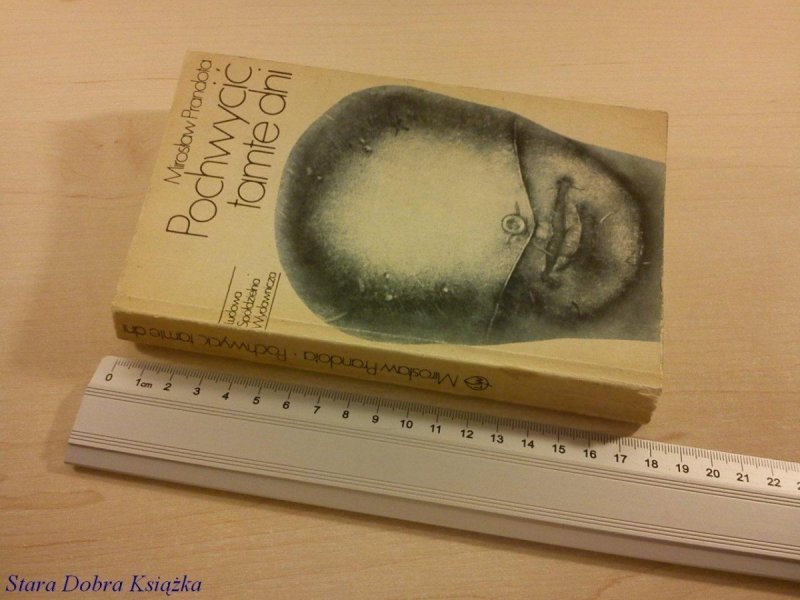 Mirosław Prandota
Pochwycić
tamte dni
Ludowa
Spółdzielnia
Wydawnicza
Mirosław Prandota • Pochwycić tamte dni
0 1cm 2 3 4 5 6 7 8 9 10 11 12 13 14 15 16 17 18 19 20 21 22
Stara Dobra Książka